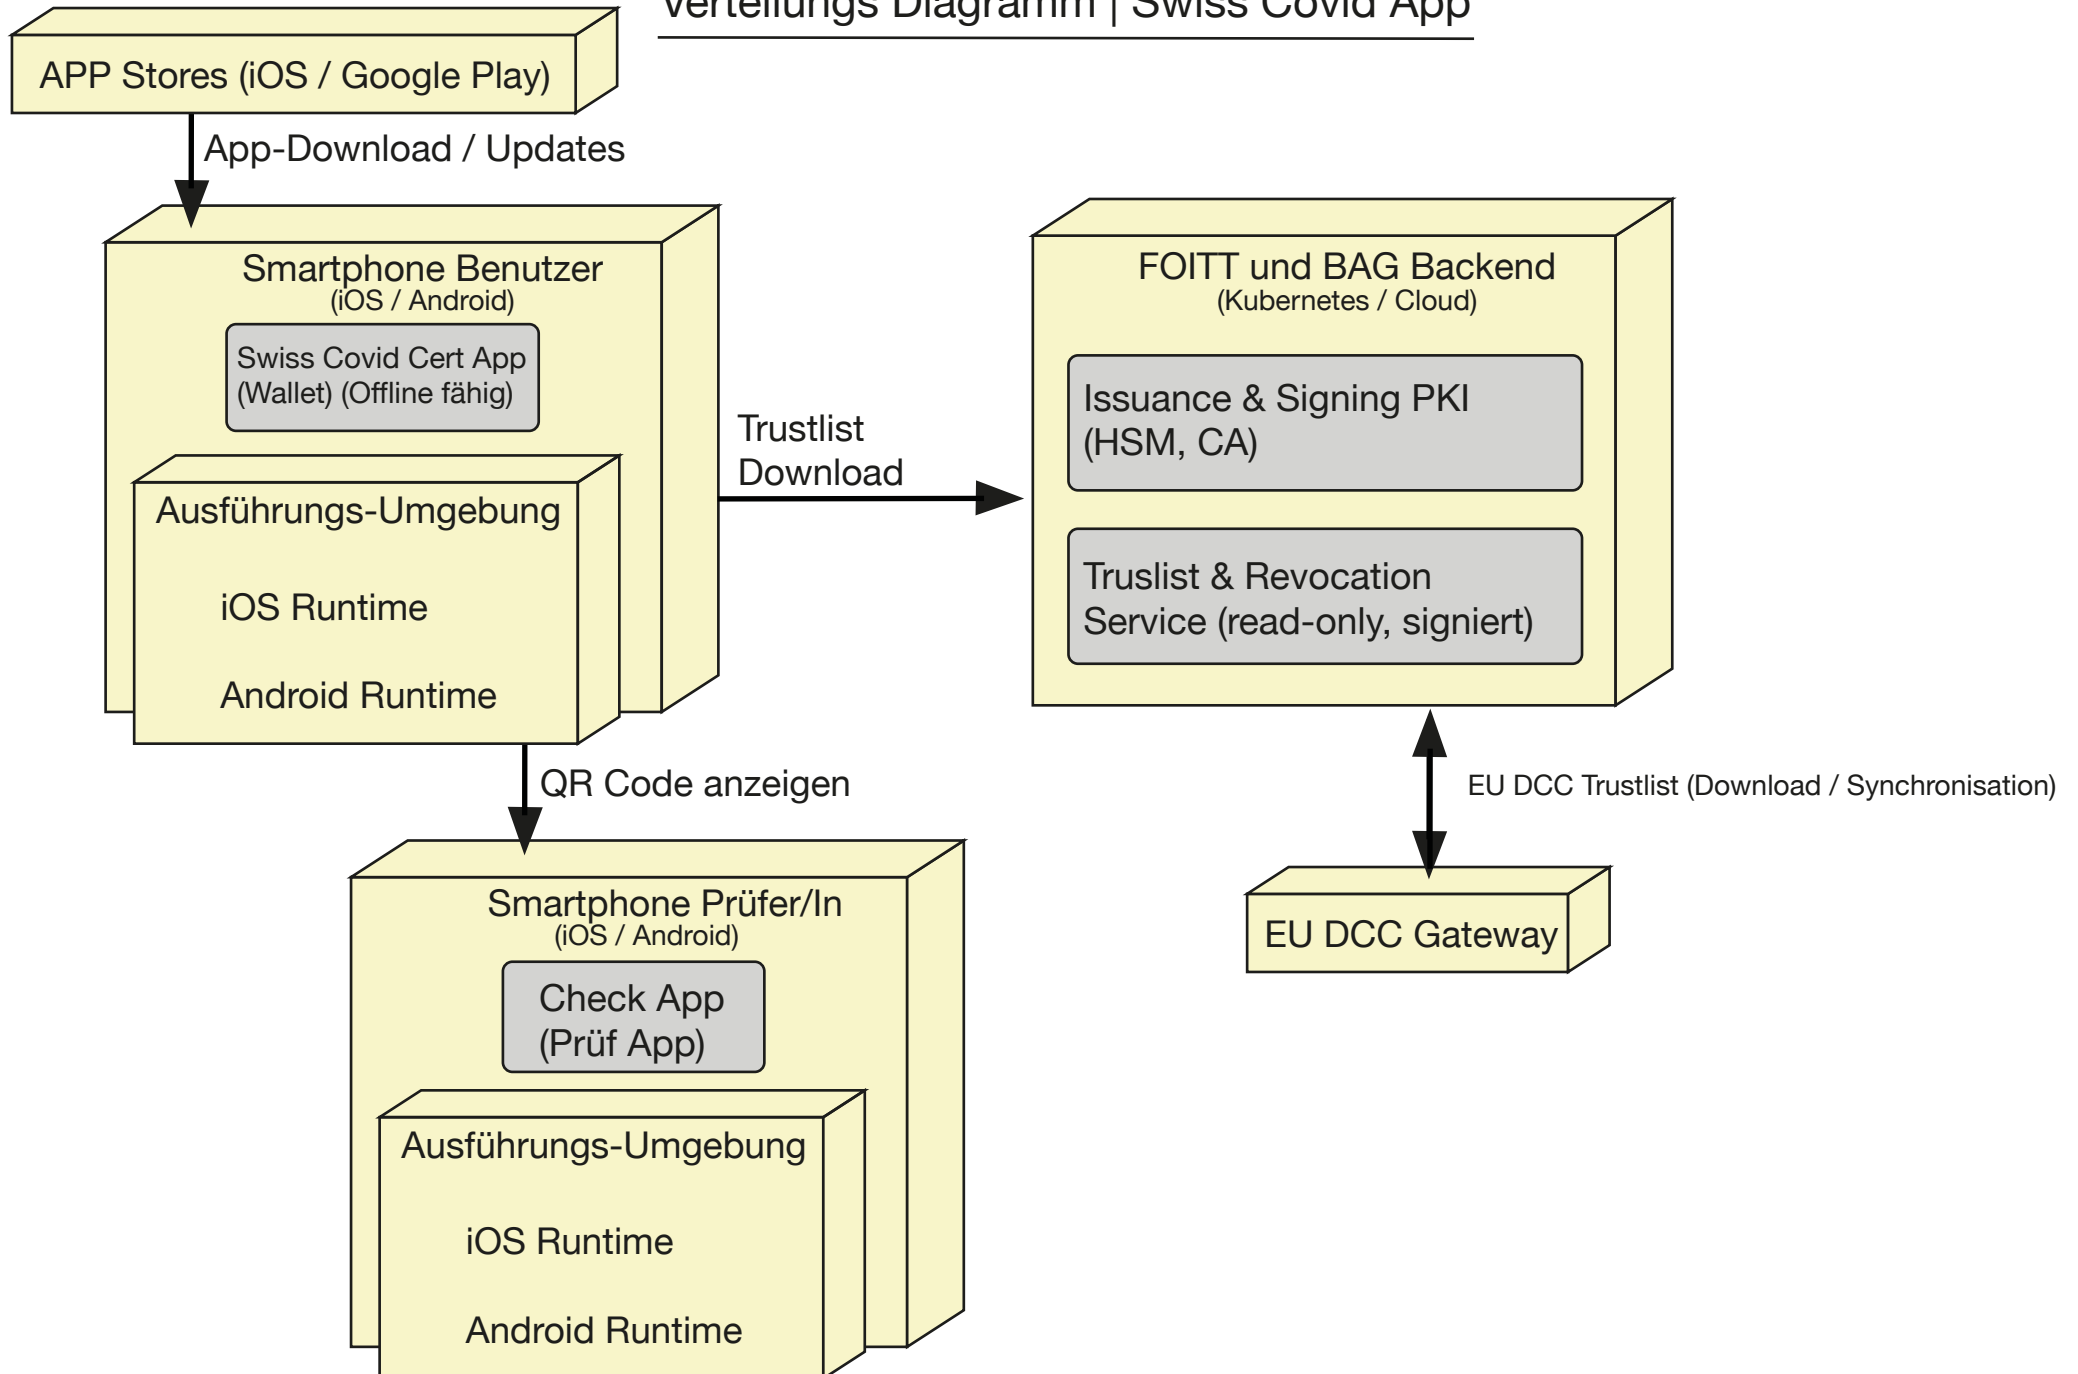 Verteilungs Diagramm | Swiss Covid App
APP Stores (iOS / Google Play)
App-Download / Updates
Smartphone Benutzer
(iOS / Android)
Swiss Covid Cert App
(Wallet) (Offline fähig)
Ausführungs-Umgebung
iOS Runtime
Android Runtime
Trustlist
Download
FOITT und BAG Backend
(Kubernetes / Cloud)
Issuance & Signing PKI
(HSM, CA)
Truslist & Revocation
Service (read-only, signiert)
QR Code anzeigen
EU DCC Trustlist (Download / Synchronisation)
EU DCC Gateway
Smartphone Prüfer/In
(iOS / Android)
Check App
(Prüf App)
Ausführungs-Umgebung
iOS Runtime
Android Runtime